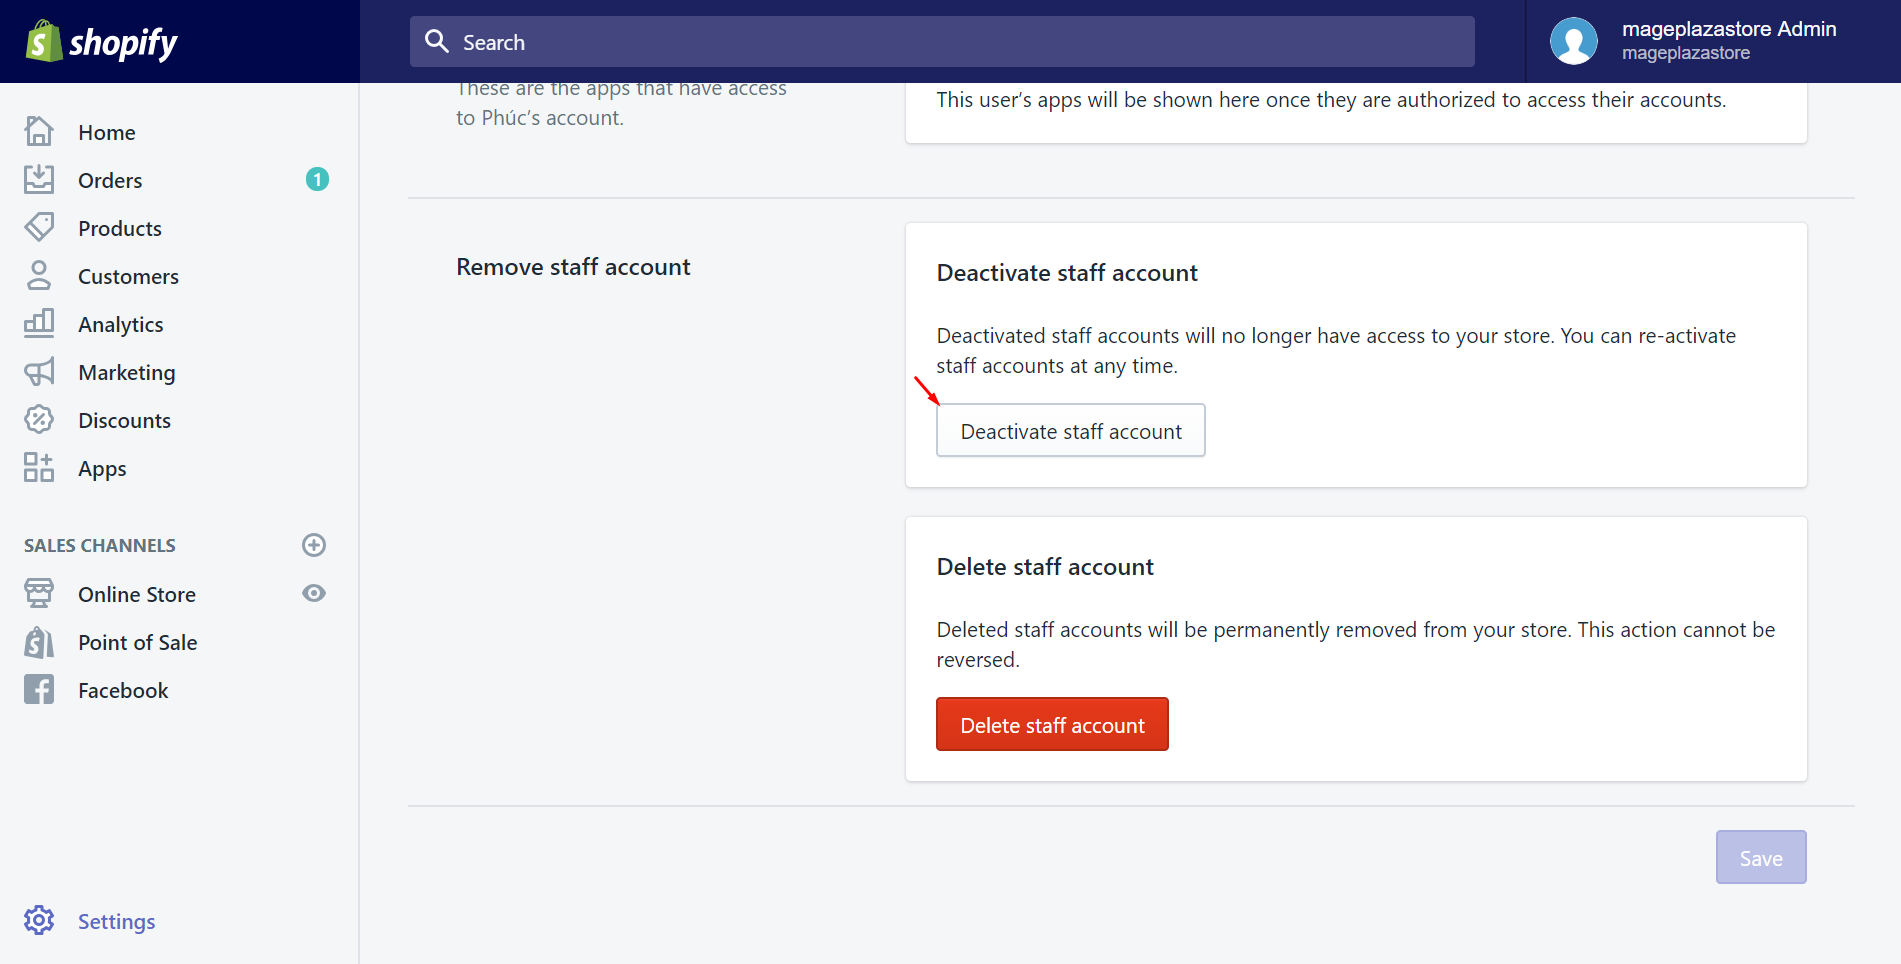 shopify
Search
mageplazastore Admin
mageplazastore
Home
Orders
1
Products
Customers
Analytics
Marketing
Discounts
Apps
SALES CHANNELS
Online Store
Point of Sale
Facebook
Settings
These are the apps that have access
to Phúc’s account.
This user’s apps will be shown here once they are authorized to access their accounts.
Remove staff account
Deactivate staff account
Deactivated staff accounts will no longer have access to your store. You can re-activate
staff accounts at any time.
Deactivate staff account
Delete staff account
Deleted staff accounts will be permanently removed from your store. This action cannot be
reversed.
Delete staff account
Save